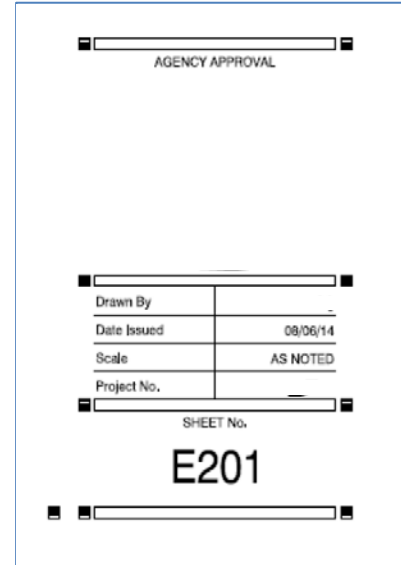 AGENCY APPROVAL
Drawn By
Date Issued 08/06/14
Scale AS NOTED
Project No.
SHEET No.
E201